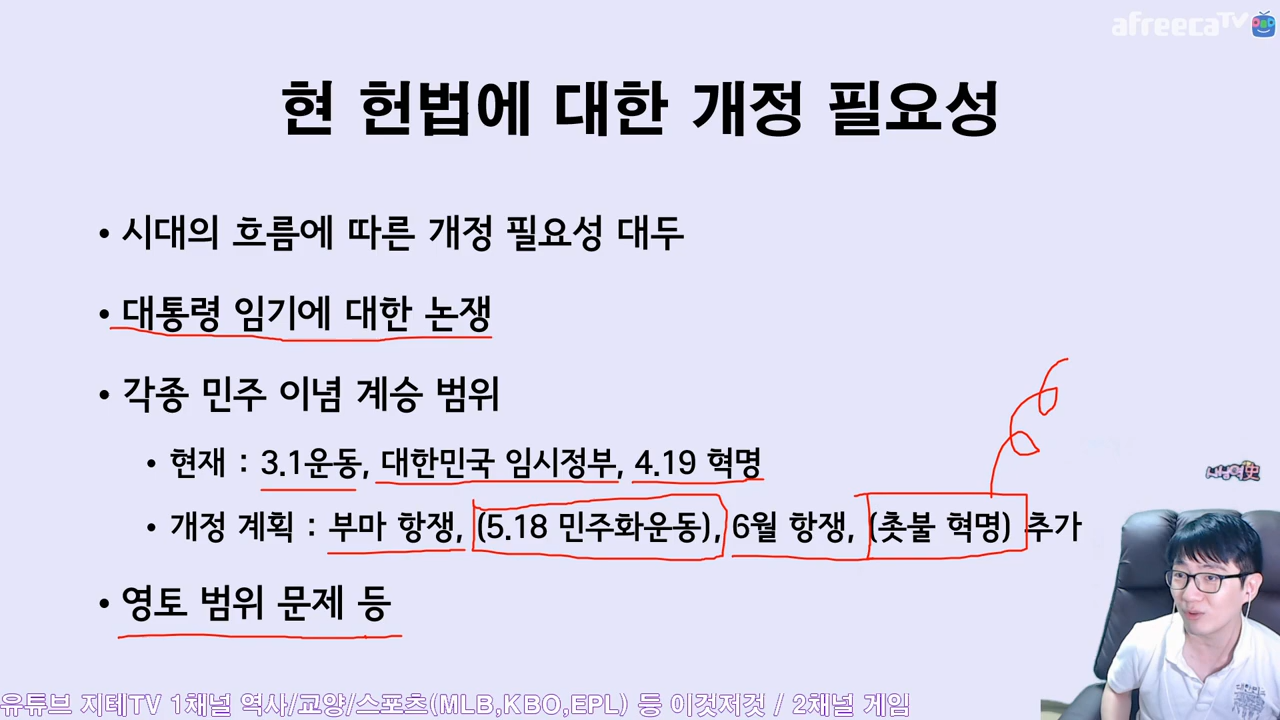 afreecaTV
현 헌법에 대한 개정 필요성
• 시대의 흐름에 따른 개정 필요성 대두
• 대통령 임기에 대한 논쟁
• 각종 민주 이념 계승 범위
• 현재 : 3.1운동, 대한민국 임시정부, 4.19 혁명
• 개정 계획 : 부마 항쟁, (5.18 민주화운동), 6월 항쟁, (촛불 혁명) 추가
• 영토 범위 문제 등
유튜브 지테TV 1채널 역사/교양/스포츠(MLB,KBO,EPL) 등 이것저것 / 2채널 게임